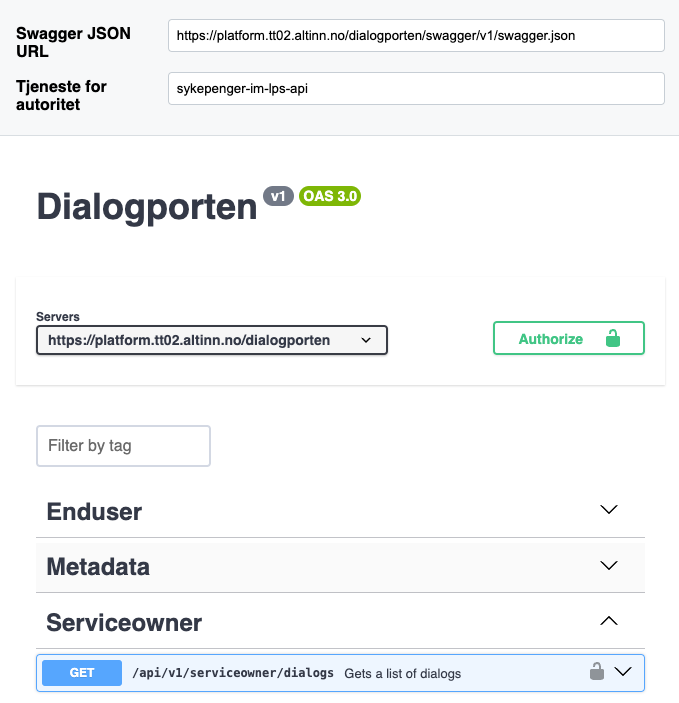 Swagger JSON
URL
https://platform.tt02.altinn.no/dialogporten/swagger/v1/swagger.json
Tjeneste for
autoritet
sykepenger-im-lps-api
Dialogporten v1 OAS 3.0
Servers
https://platform.tt02.altinn.no/dialogporten
Authorize
Filter by tag
Enduser
Metadata
Serviceowner
GET /api/v1/serviceowner/dialogs Gets a list of dialogs